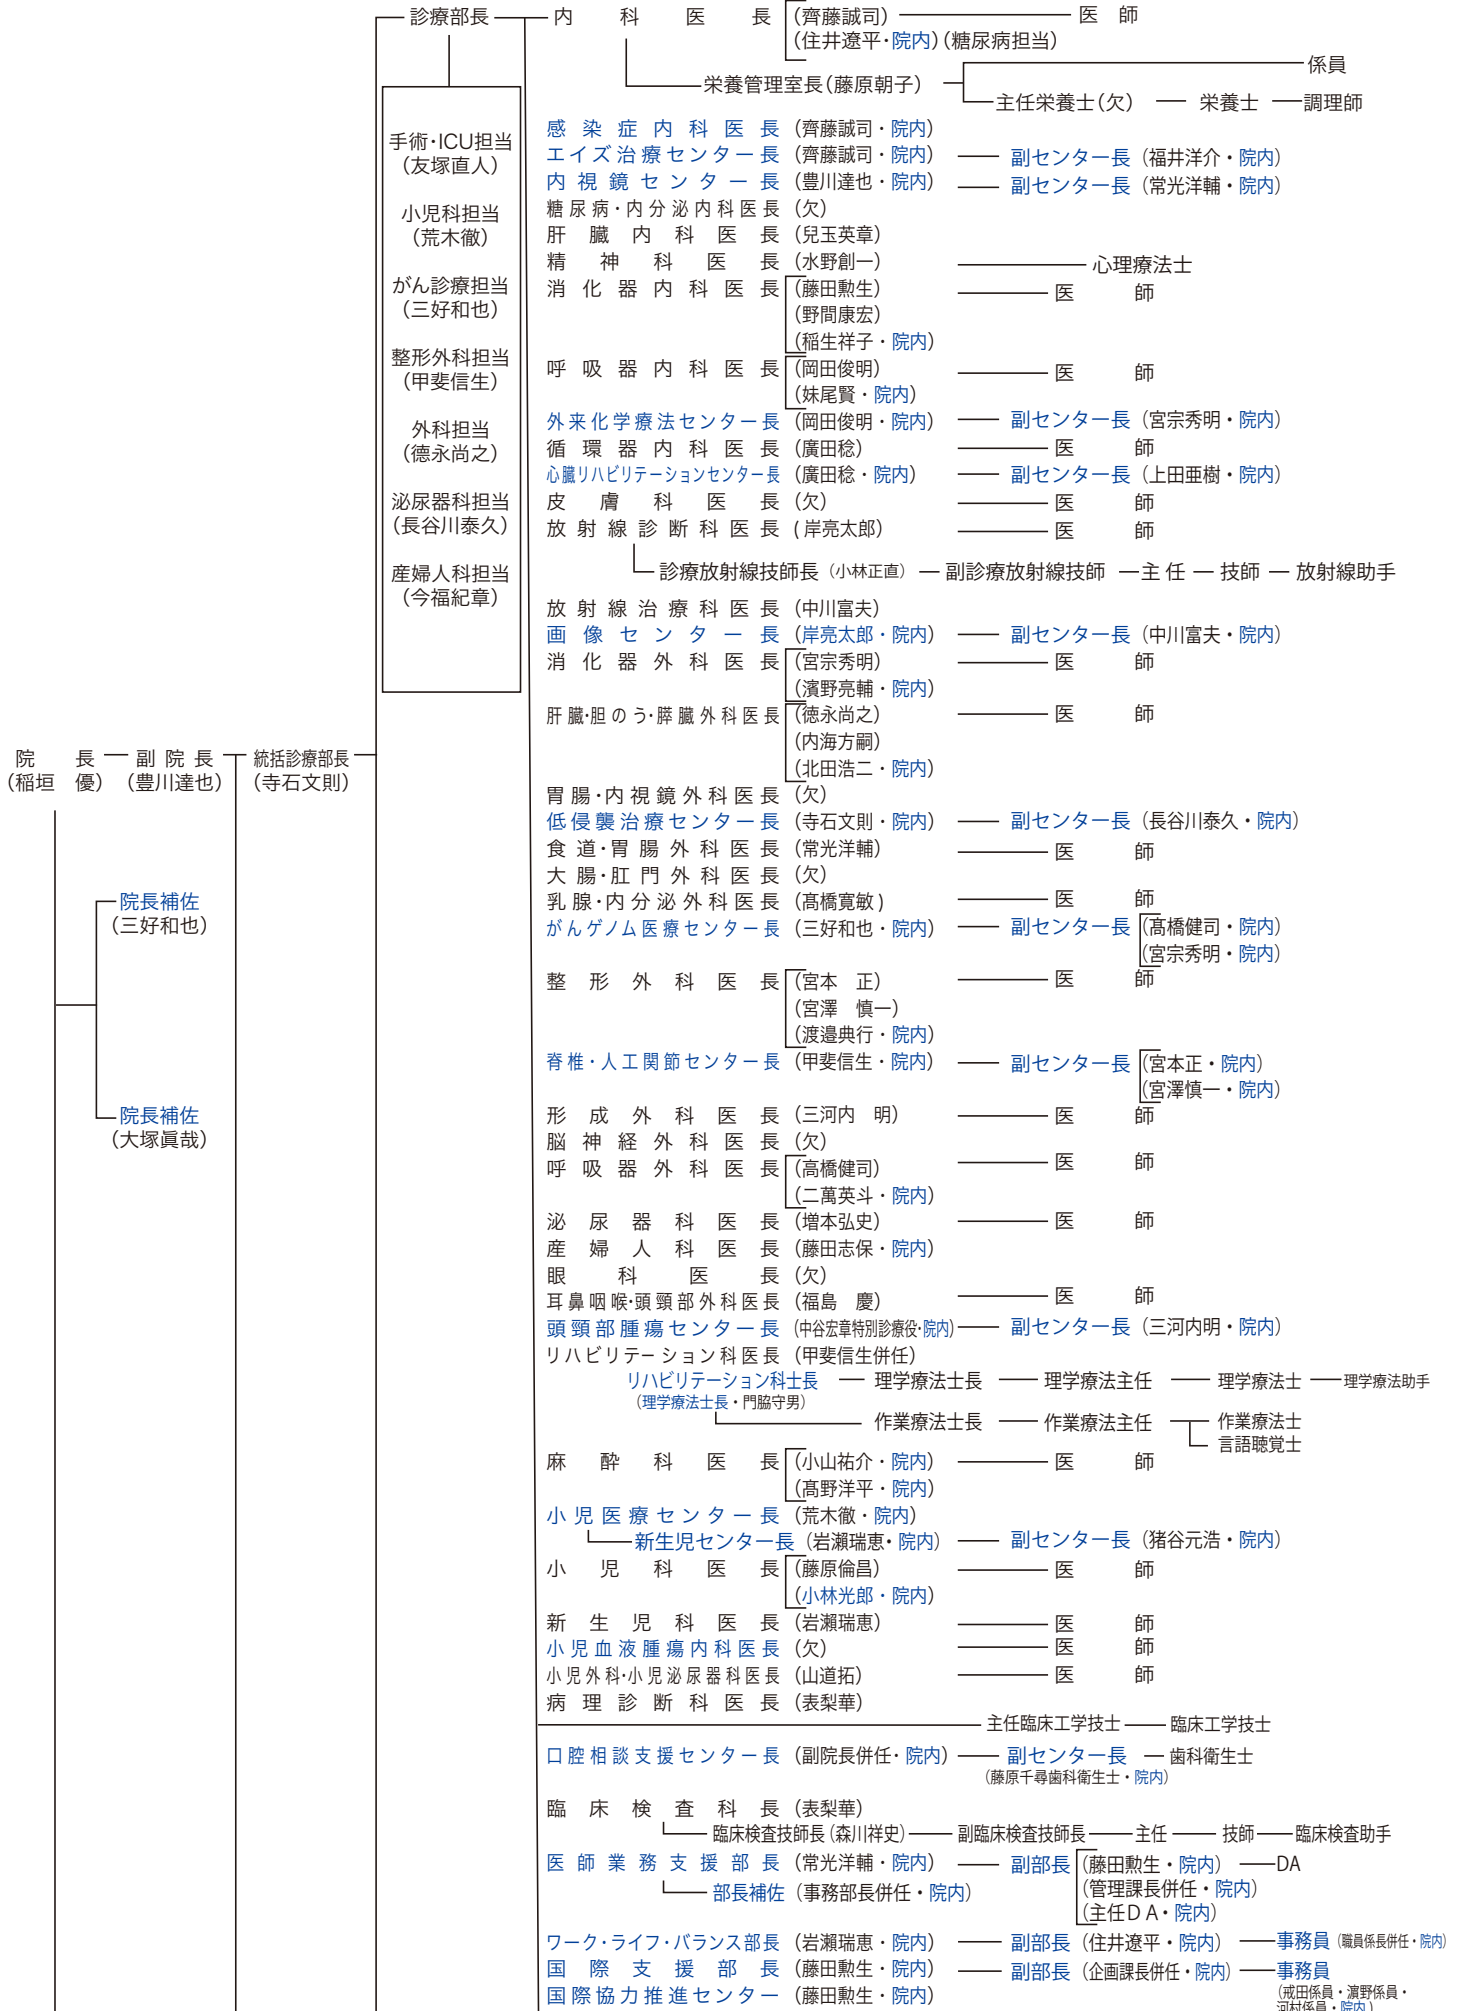 診療部長 内科医長 (齊藤誠司) 医師
(住井遼平・院内)(糖尿病担当)
係員
栄養管理室長(藤原朝子)
主任栄養士(欠) 栄養士 調理師
手術・ICU担当
(友塚直人)
小児科担当
(荒木徹)
がん診療担当
(三好和也)
整形外科担当
(甲斐信生)
外科担当
(德永尚之)
泌尿器科担当
(長谷川泰久)
産婦人科担当
(今福紀章)
院長 副院長 統括診療部長
(稲垣 優) (豊川達也) (寺石文則)
院長補佐
(三好和也)
院長補佐
(大塚眞哉)
感染症内科医長 (齊藤誠司・院内)
エイズ治療センター長 (齊藤誠司・院内) 副センター長 (福井洋介・院内)
内視鏡センター長 (豊川達也・院内) 副センター長 (常光洋輔・院内)
糖尿病・内分泌内科医長 (欠)
肝臓内科医長 (兒玉英章)
精神科医長 (水野創一) 心理療法士
消化器内科医長 (藤田勲生) 医師
(野間康宏)
(稲生祥子・院内)
呼吸器内科医長 (岡田俊明) 医師
(妹尾賢・院内)
外来化学療法センター長 (岡田俊明・院内) 副センター長 (宮宗秀明・院内)
循環器内科医長 (廣田稔) 医師
心臓リハビリテーションセンター長 (廣田稔・院内) 副センター長 (上田亜樹・院内)
皮膚科医長 (欠) 医師
放射線診断科医長 (岸亮太郎) 医師
診療放射線技師長 (小林正直) 副診療放射線技師 主任 技師 放射線助手
放射線治療科医長 (中川富夫)
画像センター長 (岸亮太郎・院内) 副センター長 (中川富夫・院内)
消化器外科医長 (宮宗秀明) 医師
(濱野亮輔・院内)
肝臓・胆のう・膵臓外科医長 (徳永尚之) 医師
(内海方嗣)
(北田浩二・院内)
胃腸・内視鏡外科医長 (欠)
低侵襲治療センター長 (寺石文則・院内) 副センター長 (長谷川泰久・院内)
食道・胃腸外科医長 (常光洋輔) 医師
大腸・肛門外科医長 (欠)
乳腺・内分泌外科医長 (髙橋寛敏) 医師
がんゲノム医療センター長 (三好和也・院内) 副センター長 (髙橋健司・院内)
(宮宗秀明・院内)
整形外科医長 (宮本 正) 医師
(宮澤 慎一)
(渡邉典行・院内)
脊椎・人工関節センター長 (甲斐信生・院内) 副センター長 (宮本正・院内)
(宮澤慎一・院内)
形成外科医長 (三河内 明) 医師
脳神経外科医長 (欠)
呼吸器外科医長 (高橋健司) 医師
(二萬英斗・院内)
泌尿器科医長 (増本弘史) 医師
産婦人科医長 (藤田志保・院内)
眼科医長 (欠)
耳鼻咽喉・頭頸部外科医長 (福島 慶) 医師
頭頸部腫瘍センター長 (中谷宏章特別診療役・院内) 副センター長 (三河内明・院内)
リハビリテーション科医長 (甲斐信生併任)
リハビリテーション科士長 理学療法士長 理学療法主任 理学療法士 理学療法助手
(理学療法士長・門脇守男)
作業療法士長 作業療法主任 作業療法士
言語聴覚士
麻酔科医長 (小山祐介・院内) 医師
(髙野洋平・院内)
小児医療センター長 (荒木徹・院内)
新生児センター長 (岩瀨瑞恵・院内) 副センター長 (猪谷元浩・院内)
小児科医長 (藤原倫昌) 医師
(小林光郎・院内)
新生児科医長 (岩瀨瑞恵) 医師
小児血液腫瘍内科医長 (欠) 医師
小児外科・小児泌尿器科医長 (山道拓) 医師
病理診断科医長 (表梨華)
主任臨床工学技士 臨床工学技士
口腔相談支援センター長 (副院長併任・院内) 副センター長 歯科衛生士
(藤原千尋歯科衛生士・院内)
臨床検査科長 (表梨華)
臨床検査技師長 (森川祥史) 副臨床検査技師長 主任 技師 臨床検査助手
医師業務支援部長 (常光洋輔・院内) 副部長 (藤田勲生・院内) DA
部長補佐 (事務部長併任・院内) (管理課長併任・院内)
(主任DA・院内)
ワーク・ライフ・バランス部長 (岩瀨瑞恵・院内) 副部長 (住井遼平・院内) 事務員 (職員係長併任・院内)
国際支援部長 (藤田勲生・院内) 副部長 (企画課長併任・院内) 事務員
国際協力推進センター (藤田勲生・院内) (戒田係員・濵野係員・
河村係員・院内)